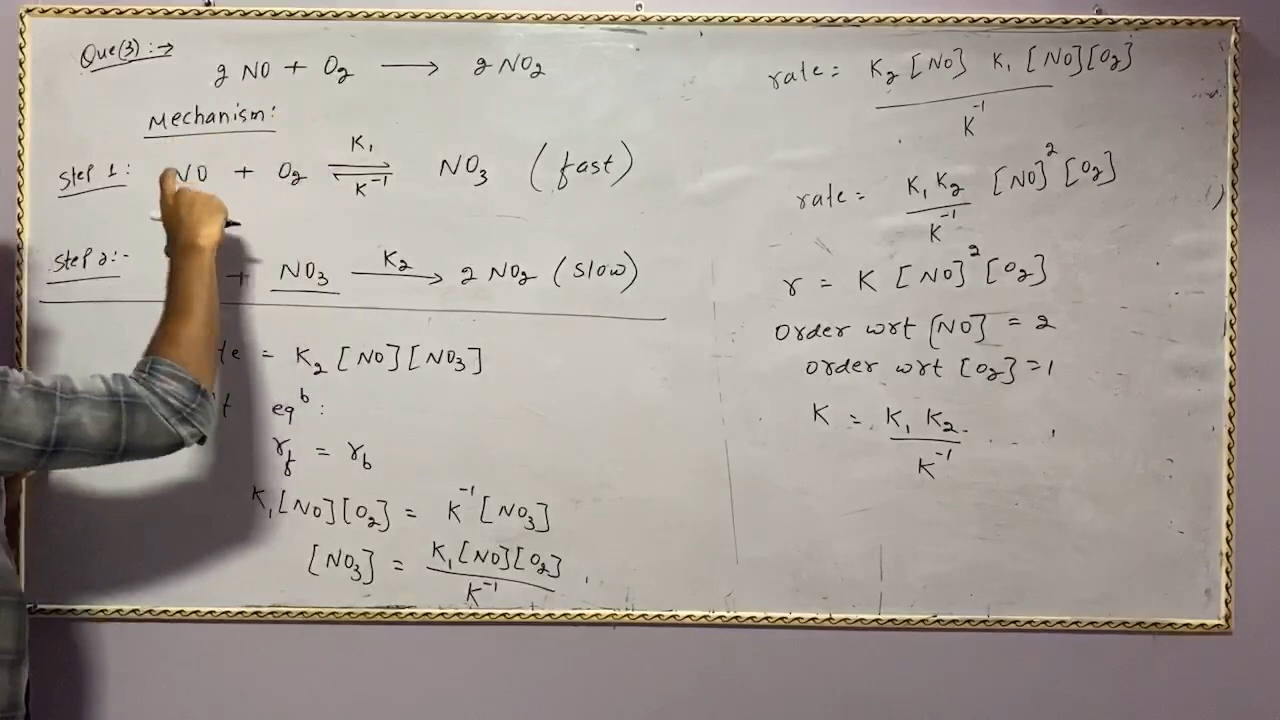 Que(3):→
2 NO + O₂ ⟶ 2 NO₂
Mechanism:
Step 1: NO + O₂ ⇌ NO₃ (fast)
K₁
K⁻¹
Step 2:- + NO₃ ⟶ 2 NO₂ (slow)
K₂
= K₂ [NO][NO₃]
eqᵇ:
r_f = r_b
K₁[NO][O₂] = K⁻¹[NO₃]
[NO₃] = K₁[NO][O₂]
K⁻¹
rate = K₂ [NO] K₁ [NO][O₂]
K⁻¹
rate = K₁ K₂ [NO]² [O₂]
K⁻¹
r = K [NO]² [O₂]
Order wrt [NO] = 2
order wrt [O₂] = 1
K = K₁ K₂
K⁻¹